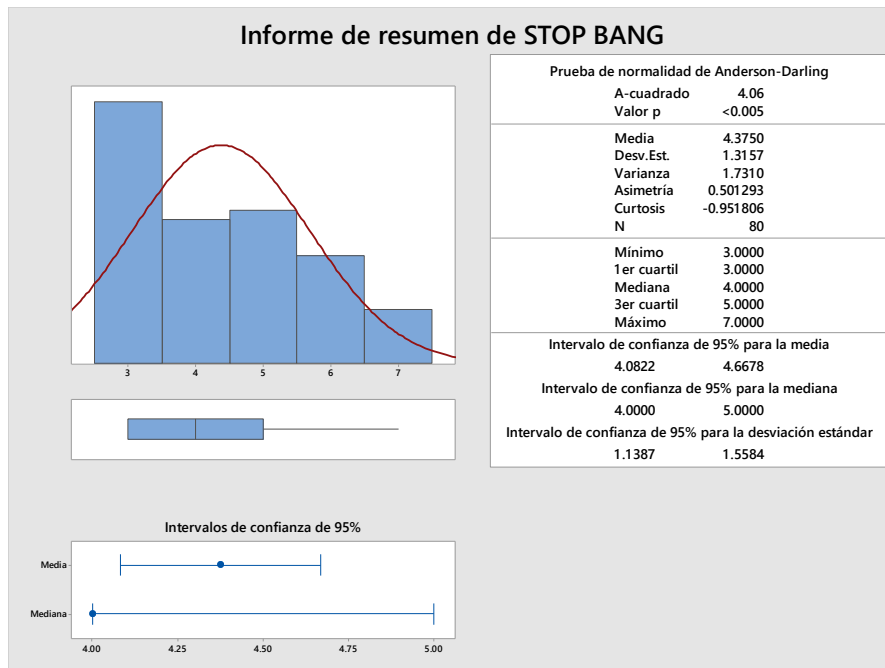 Informe de resumen de STOP BANG
Prueba de normalidad de Anderson-Darling
A-cuadrado 4.06
Valor p <0.005
Media 4.3750
Desv.Est. 1.3157
Varianza 1.7310
Asimetría 0.501293
Curtosis -0.951806
N 80
Mínimo 3.0000
1er cuartil 3.0000
Mediana 4.0000
3er cuartil 5.0000
Máximo 7.0000
Intervalo de confianza de 95% para la media
4.0822 4.6678
Intervalo de confianza de 95% para la mediana
4.0000 5.0000
Intervalo de confianza de 95% para la desviación estándar
1.1387 1.5584
3 4 5 6 7
Intervalos de confianza de 95%
Media
Mediana
4.00 4.25 4.50 4.75 5.00